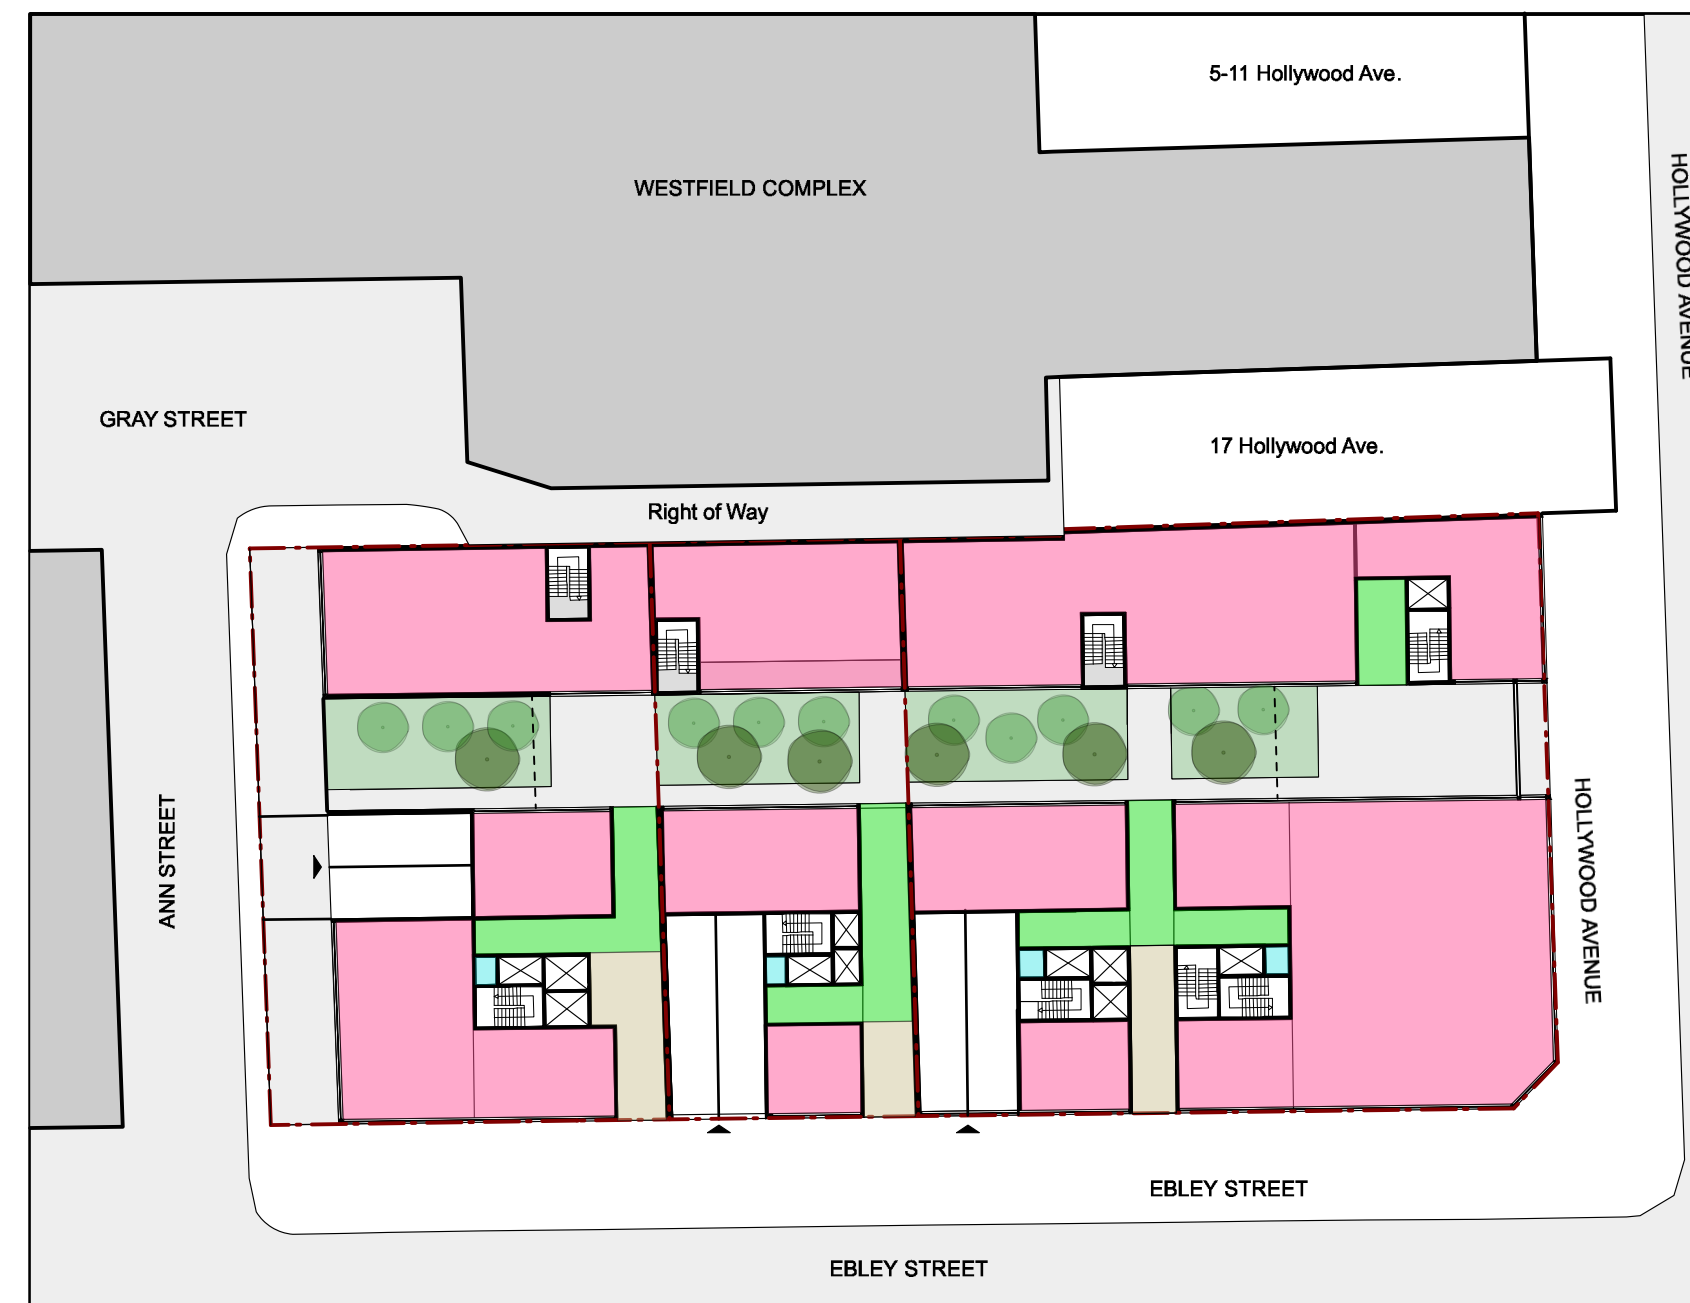 5-11 Hollywood Ave.
HOLLYWOOD AVENUE
WESTFIELD COMPLEX
GRAY STREET
17 Hollywood Ave.
Right of Way
ANN STREET
HOLLYWOOD AVENUE
EBLEY STREET
EBLEY STREET